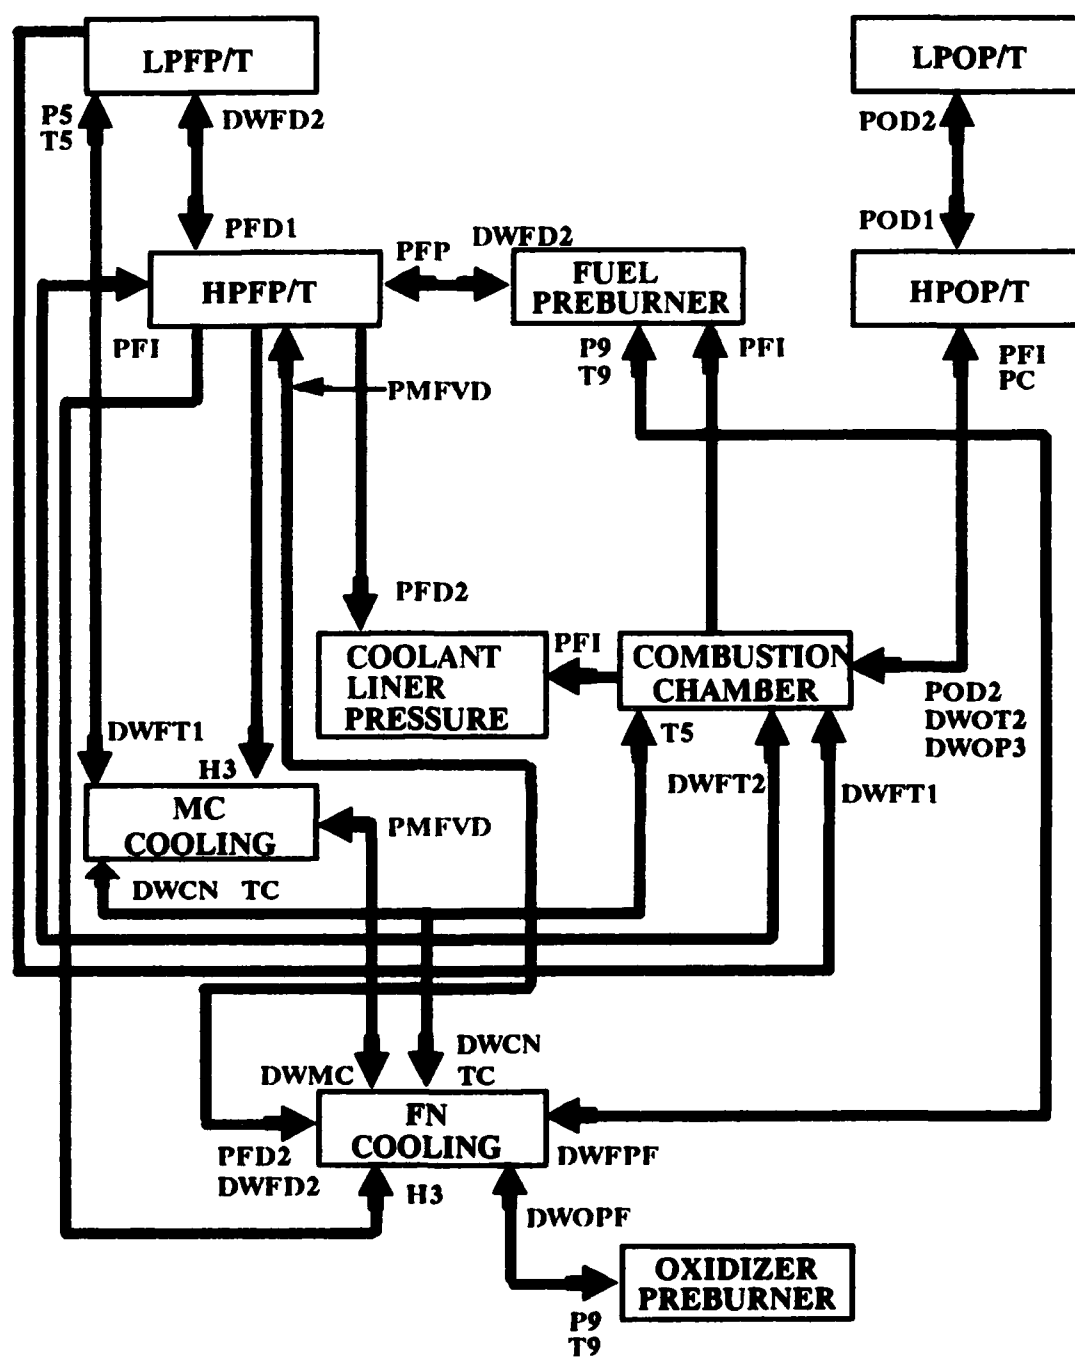 LPFP/T
LPOP/T
P5
T5
DWFD2
POD2
PFD1
POD1
HPFP/T
PFP
DWFD2
FUEL
PREBURNER
HPOP/T
PFI
PMFVD
P9
T9
PFI
PFI
PC
PFD2
COOLANT
LINER
PRESSURE
PFI
COMBUSTION
CHAMBER
POD2
DWOT2
DWOP3
DWFT1
H3
T5
DWFT2
DWFT1
MC
COOLING
PMFVD
DWCN TC
DWMC
DWCN
TC
FN
COOLING
PFD2
DWFD2
H3
DWFPF
DWOPF
OXIDIZER
PREBURNER
P9
T9